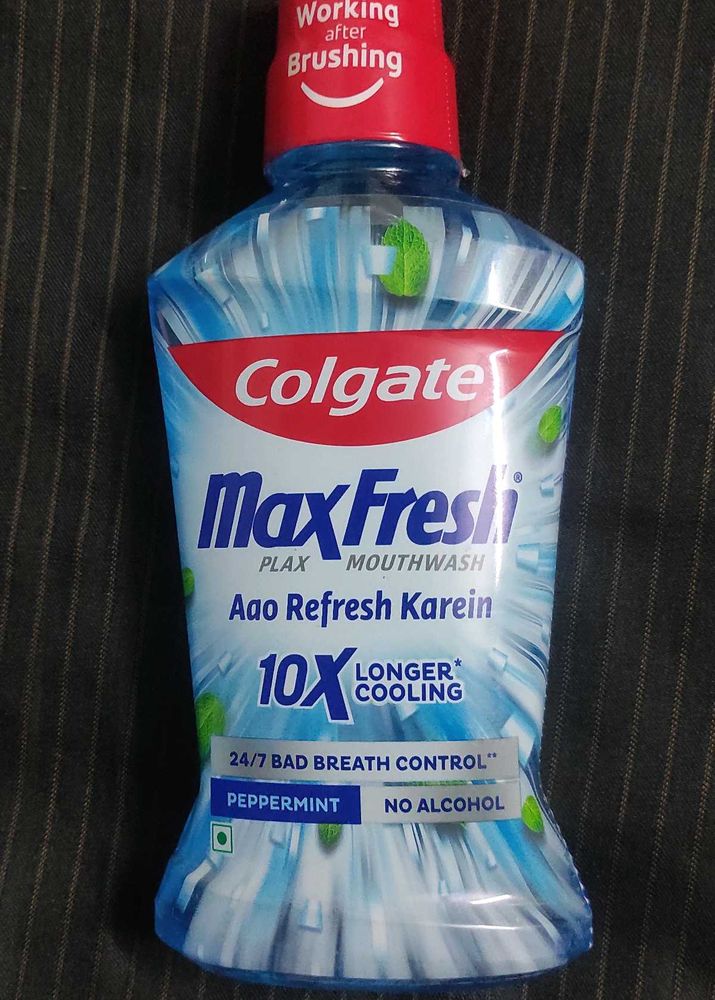 Working
after
Brushing
Colgate
MaxFresh®
PLAX MOUTHWASH
Aao Refresh Karein
10X LONGER*
COOLING
24/7 BAD BREATH CONTROL**
PEPPERMINT NO ALCOHOL